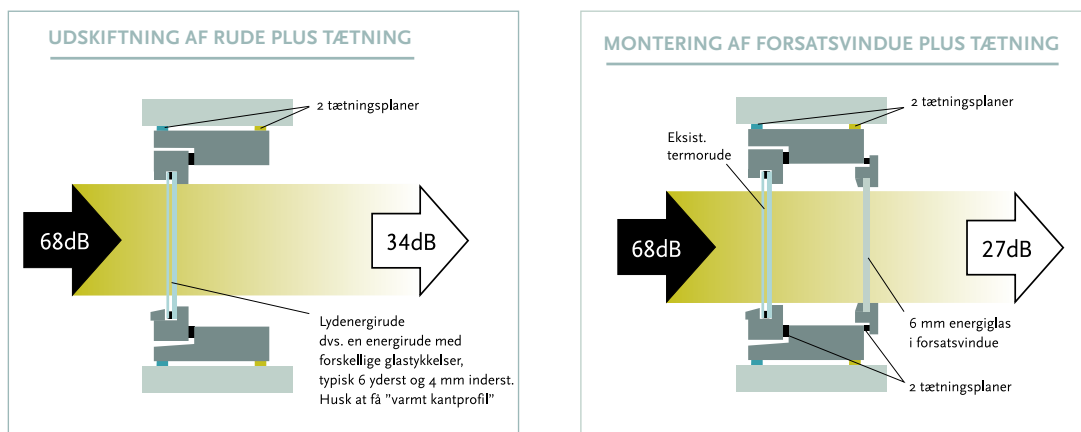 UDSKIFTNING AF RUDE PLUS TÆTNING
2 tætningsplaner
68dB
34dB
Lydenergirude
dvs. en energirude med
forskellige glastykkelser,
typisk 6 yderst og 4 mm inderst.
Husk at få ”varmt kantprofil”
MONTERING AF FORSATSVINDUE PLUS TÆTNING
2 tætningsplaner
Eksist.
termorude
68dB
27dB
6 mm energiglas
i forsatsvindue
2 tætningsplaner